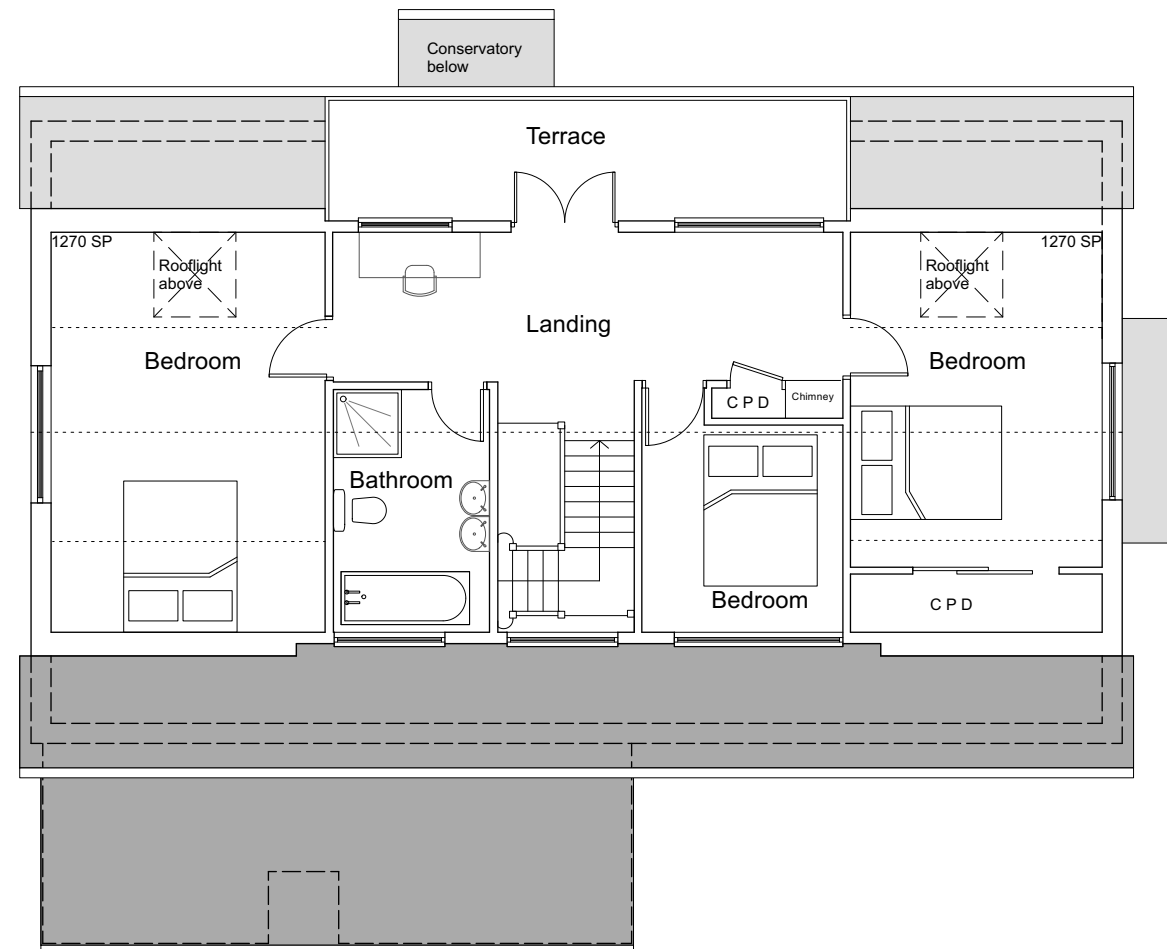 Conservatory
below
Terrace
1270 SP
Rooflight
above
1270 SP
Rooflight
above
Landing
Bedroom
Bedroom
C P D
Chimney
Bathroom
Bedroom
C P D